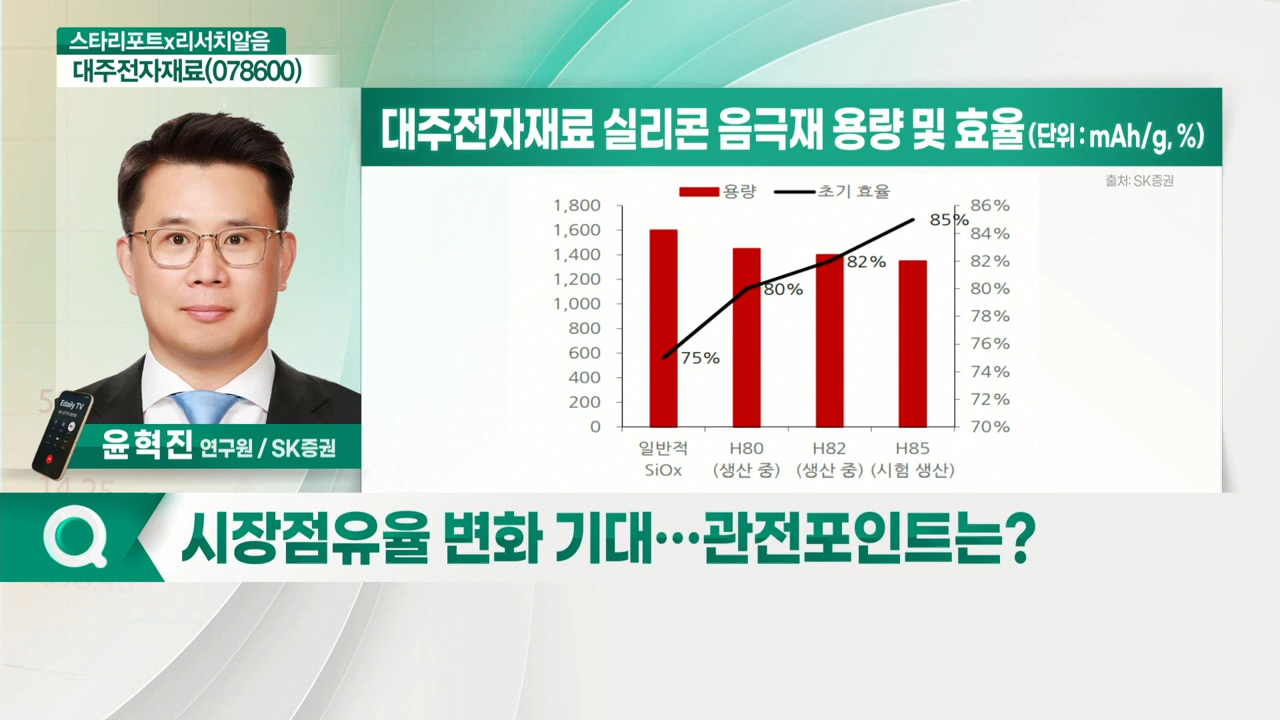 스타리포트x리서치알음
대주전자재료(078600)
대주전자재료 실리콘 음극재 용량 및 효율(단위 : mAh/g, %)
출처: SK증권
용량 초기 효율
1,800
1,600
1,400
1,200
1,000
800
600
400
200
0
86%
84%
82%
80%
78%
76%
74%
72%
70%
75%
80%
82%
85%
일반적 SiOx
H80 (생산 중)
H82 (생산 중)
H85 (시험 생산)
Edaily TV
윤혁진 연구원 / SK증권
Q 시장점유율 변화 기대…관전포인트는?